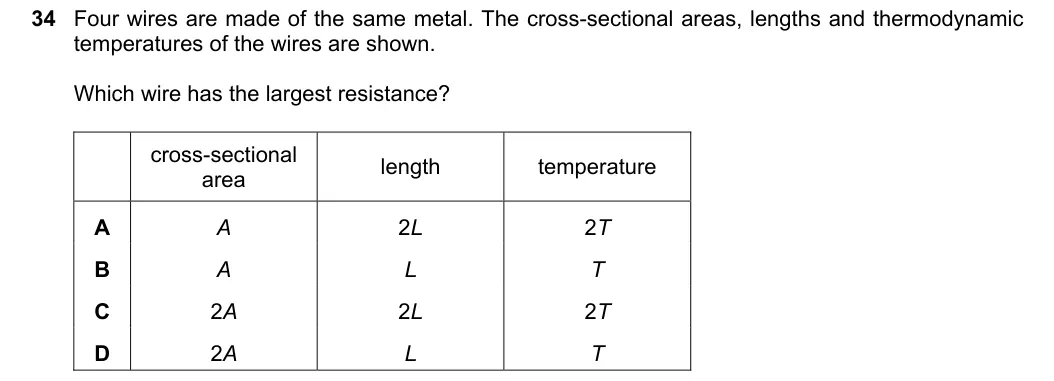 34 Four wires are made of the same metal. The cross-sectional areas, lengths and thermodynamic
temperatures of the wires are shown.
Which wire has the largest resistance?
cross-sectional area length temperature
A A 2L 2T
B A L T
C 2A 2L 2T
D 2A L T